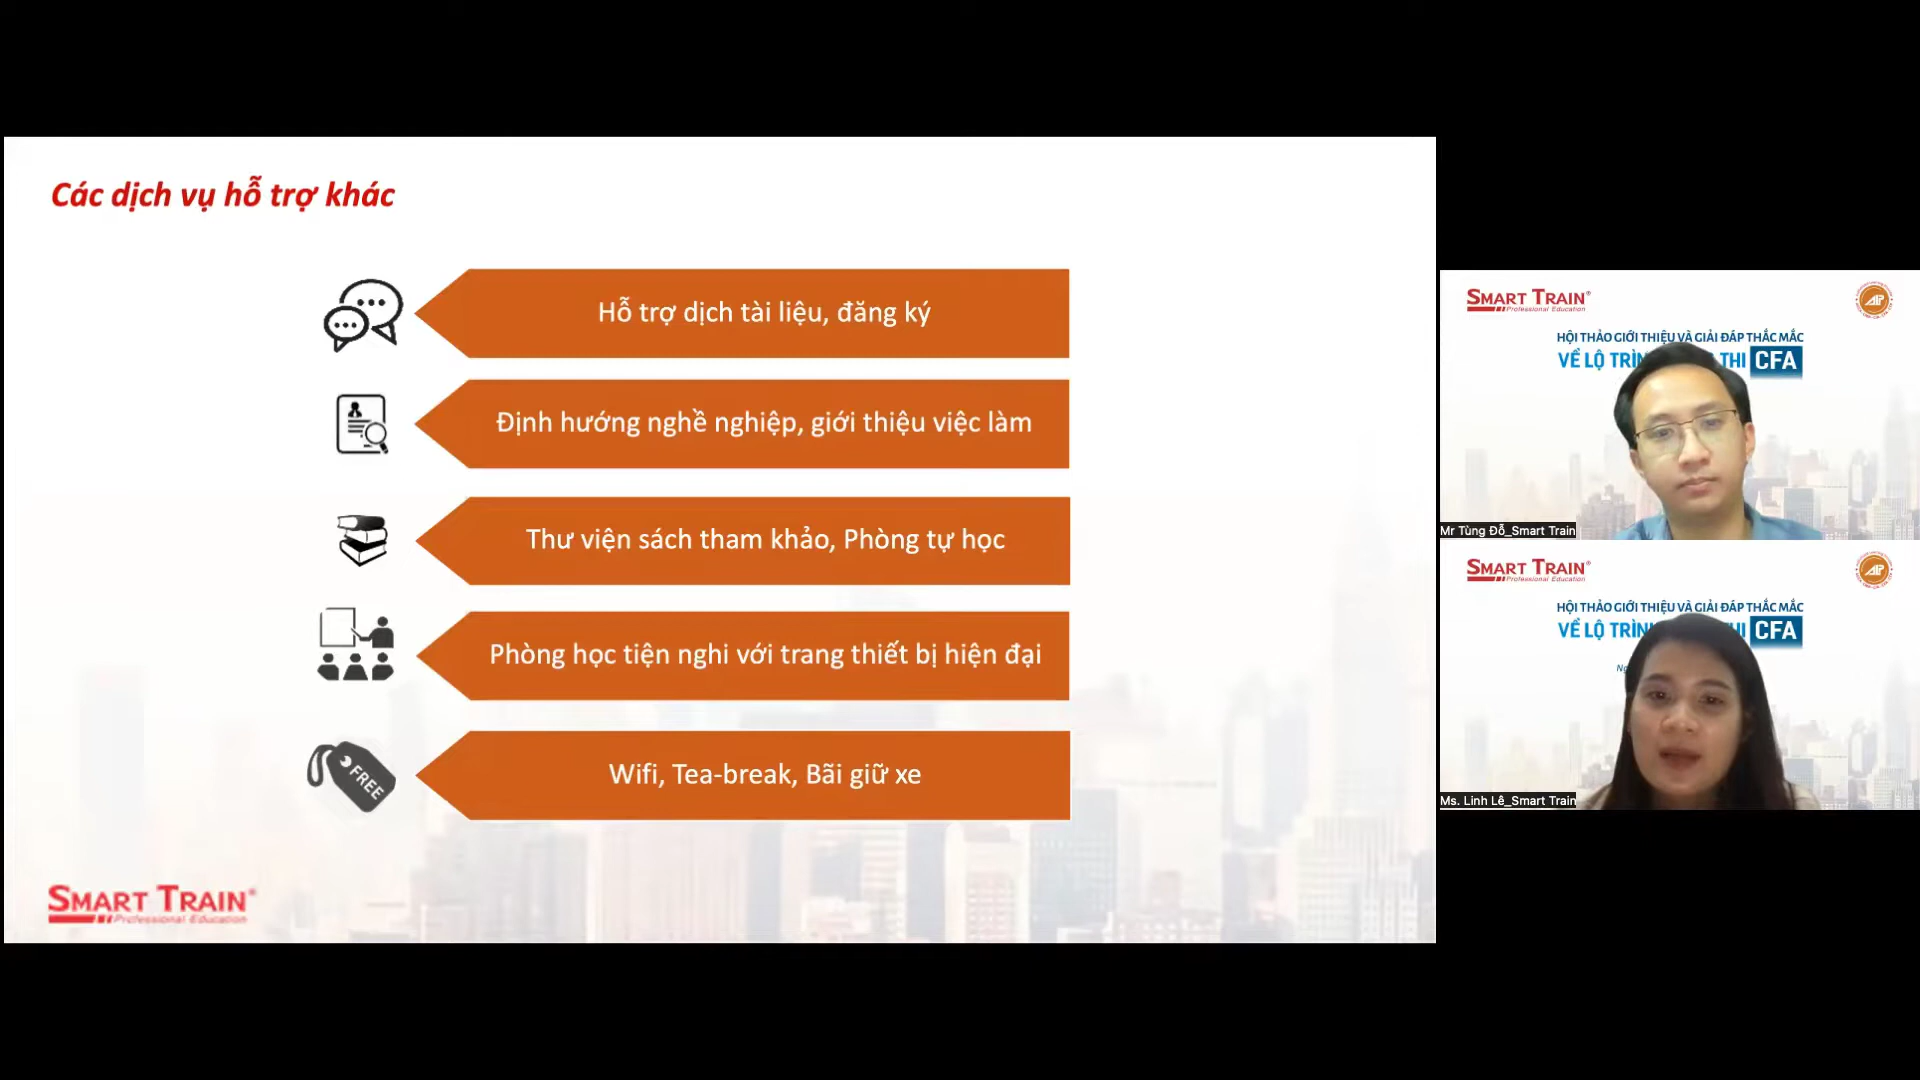 Các dịch vụ hỗ trợ khác
Hỗ trợ dịch tài liệu, đăng ký
Định hướng nghề nghiệp, giới thiệu việc làm
Thư viện sách tham khảo, Phòng tự học
Phòng học tiện nghi với trang thiết bị hiện đại
FREE
Wifi, Tea-break, Bãi giữ xe
SMART TRAIN®
Professional Education
SMART TRAIN®
Professional Education
HỘI THẢO GIỚI THIỆU VÀ GIẢI ĐÁP THẮC MẮC
VỀ LỘ TRÌN THI CFA
Mr Tùng Đỗ_Smart Train
SMART TRAIN®
Professional Education
HỘI THẢO GIỚI THIỆU VÀ GIẢI ĐÁP THẮC MẮC
VỀ LỘ TRÌN HI CFA
Ms. Linh Lê_Smart Train